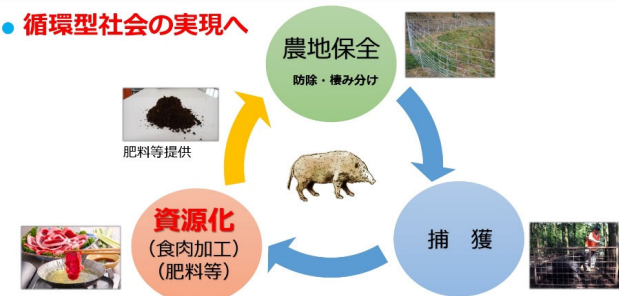 循環型社会の実現へ
農地保全
防除・棲み分け
肥料等提供
資源化
（食肉加工）
（肥料等）
捕　獲